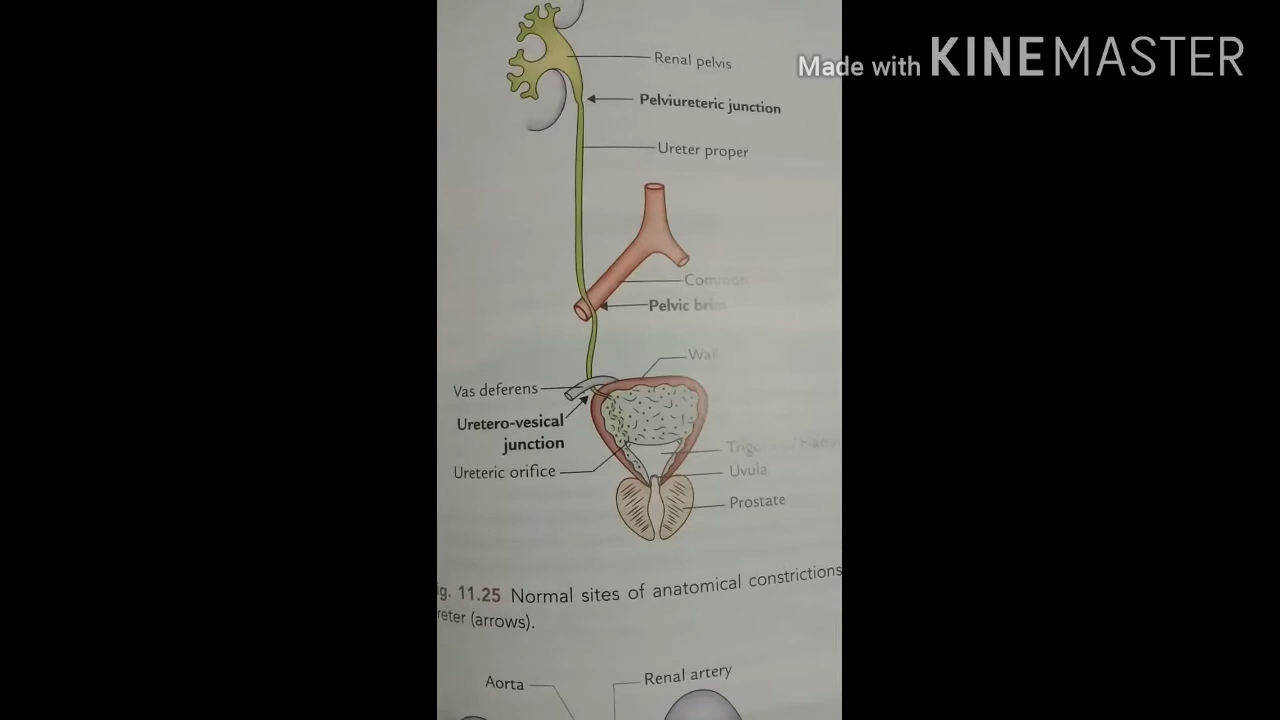 Made with KINEMASTER
Renal pelvis
Pelviureteric junction
Ureter proper
Common
Pelvic brim
Vas deferens
Uretero-vesical
junction
Ureteric orifice
Uvula
Prostate
11.25 Normal sites of anatomical constrictions
(arrows).
Aorta
Renal artery